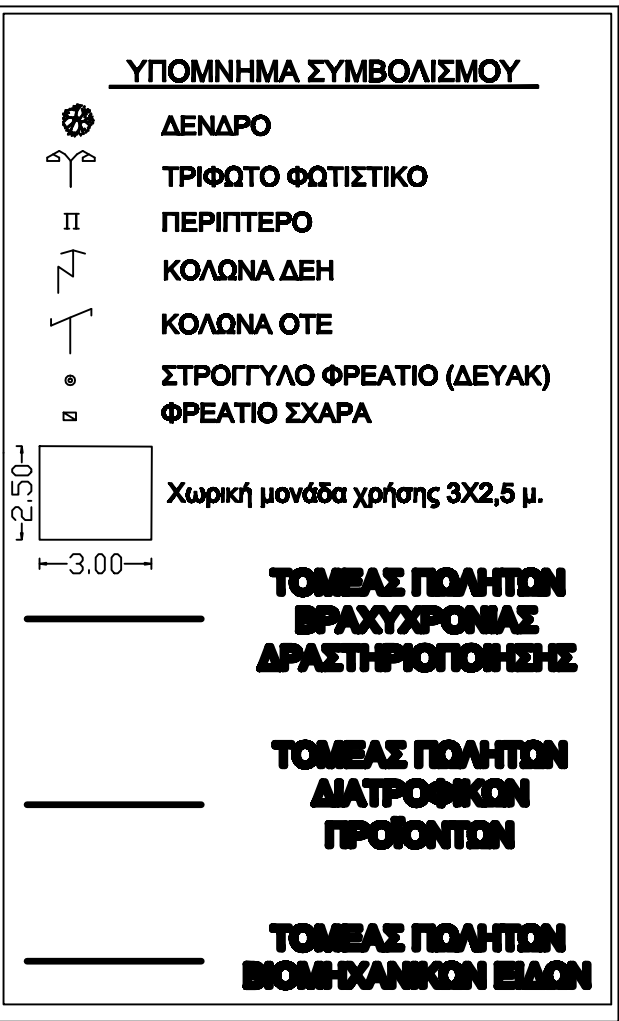 ΥΠΟΜΝΗΜΑ ΣΥΜΒΟΛΙΣΜΟΥ
ΔΕΝΔΡΟ
ΤΡΙΦΩΤΟ ΦΩΤΙΣΤΙΚΟ
Π ΠΕΡΙΠΤΕΡΟ
ΚΟΛΩΝΑ ΔΕΗ
ΚΟΛΩΝΑ ΟΤΕ
ΣΤΡΟΓΓΥΛΟ ΦΡΕΑΤΙΟ (ΔΕΥΑΚ)
ΦΡΕΑΤΙΟ ΣΧΑΡΑ
2.50
Χωρική μονάδα χρήσης 3Χ2,5 μ.
3.00
ΤΟΜΕΑΣ ΠΩΛΗΤΩΝ
ΒΡΑΧΥΧΡΟΝΙΑΣ
ΔΡΑΣΤΗΡΙΟΠΟΙΗΣΗΣ
ΤΟΜΕΑΣ ΠΩΛΗΤΩΝ
ΔΙΑΤΡΟΦΙΚΩΝ
ΠΡΟΪΟΝΤΩΝ
ΤΟΜΕΑΣ ΠΩΛΗΤΩΝ
ΒΙΟΜΗΧΑΝΙΚΩΝ ΕΙΔΩΝ